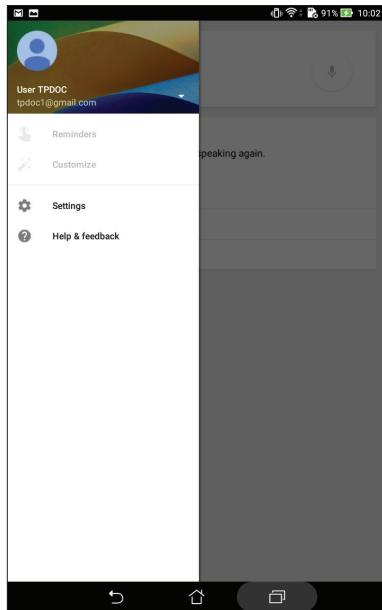 91% 10:02
User TPDOC
tpdoc1@gmail.com
Reminders
Customize
speaking again.
Settings
Help & feedback